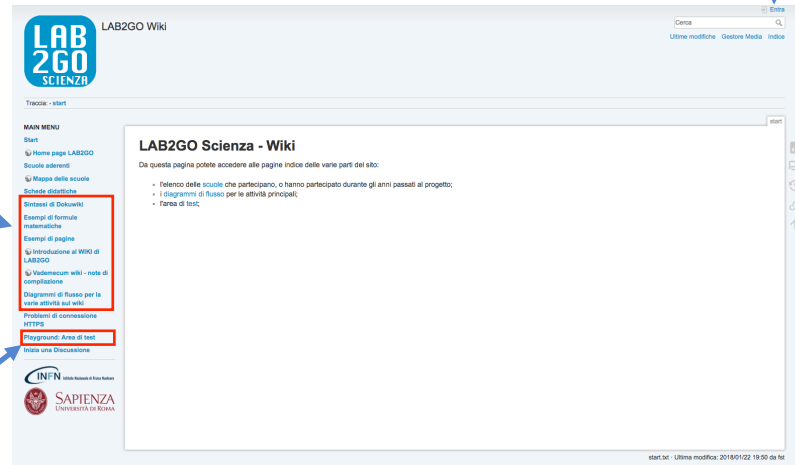 Entra
LAB
2GO
SCIENZA
LAB2GO Wiki
Cerca
Ultime modifiche Gestore Media Indice
Traccia: • start
start
MAIN MENU
Start
Home page LAB2GO
Scuole aderenti
Mappa delle scuole
Schede didattiche
Sintassi di Dokuwiki
Esempi di formule
matematiche
Esempi di pagine
Introduzione al WIKI di
LAB2GO
Vademecum wiki - note di
compilazione
Diagrammi di flusso per la
varie attività sul wiki
Problemi di connessione
HTTPS
Playground: Area di test
Inizia una Discussione
INFN Istituto Nazionale di Fisica Nucleare
SAPIENZA
UNIVERSITÀ DI ROMA
LAB2GO Scienza - Wiki
Da questa pagina potete accedere alle pagine indice delle varie parti del sito:
• l'elenco delle scuole che partecipano, o hanno partecipato durante gli anni passati al progetto;
• i diagrammi di flusso per le attività principali;
• l'area di test;
start.txt · Ultima modifica: 2018/01/22 19:50 da fst